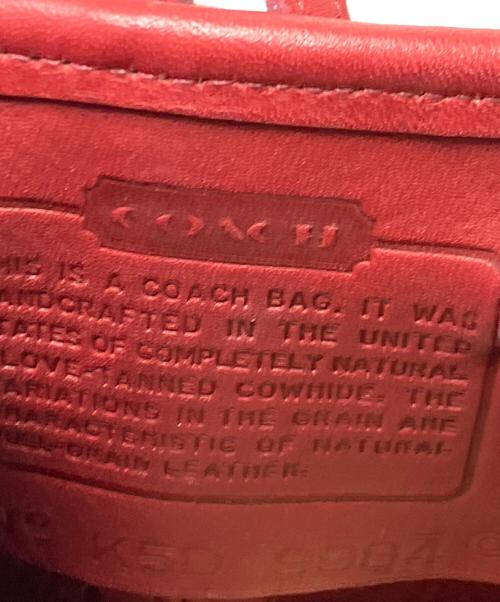 COACH
HIS IS A COACH BAG. IT WAS
ANDCRAFTED IN THE UNITED
TATES OF COMPLETELY NATURAL
LOVE-TANNED COWHIDE. THE
ARIATIONS IN THE GRAIN ARE
HARACTERISTIC OF NATURAL
ULL-GRAIN LEATHER.
No K5D 9984